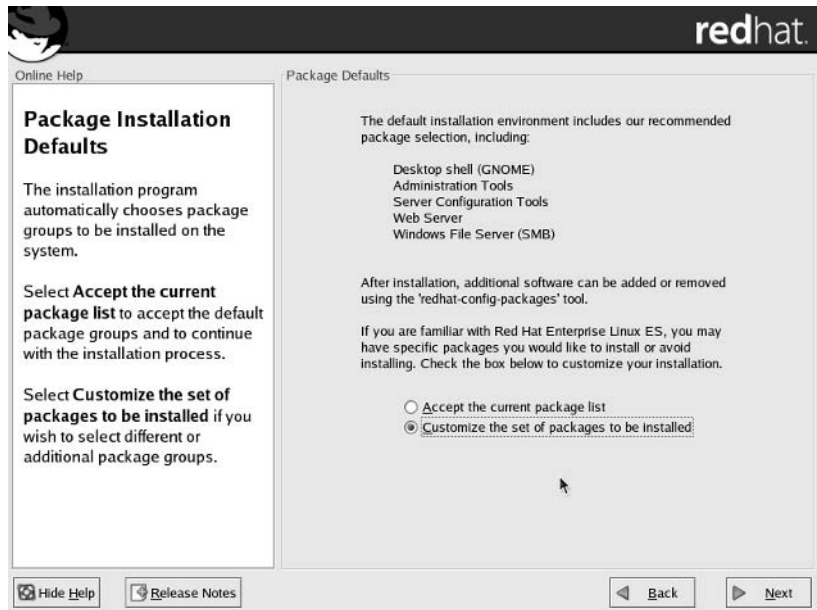 redhat.
Online Help
Package Installation
Defaults
The installation program
automatically chooses package
groups to be installed on the
system.
Select Accept the current
package list to accept the default
package groups and to continue
with the installation process.
Select Customize the set of
packages to be installed if you
wish to select different or
additional package groups.
Package Defaults
The default installation environment includes our recommended
package selection, including:
Desktop shell (GNOME)
Administration Tools
Server Configuration Tools
Web Server
Windows File Server (SMB)
After installation, additional software can be added or removed
using the 'redhat-config-packages' tool.
If you are familiar with Red Hat Enterprise Linux ES, you may
have specific packages you would like to install or avoid
installing. Check the box below to customize your installation.
Accept the current package list
Customize the set of packages to be installed
Hide Help
Release Notes
Back
Next